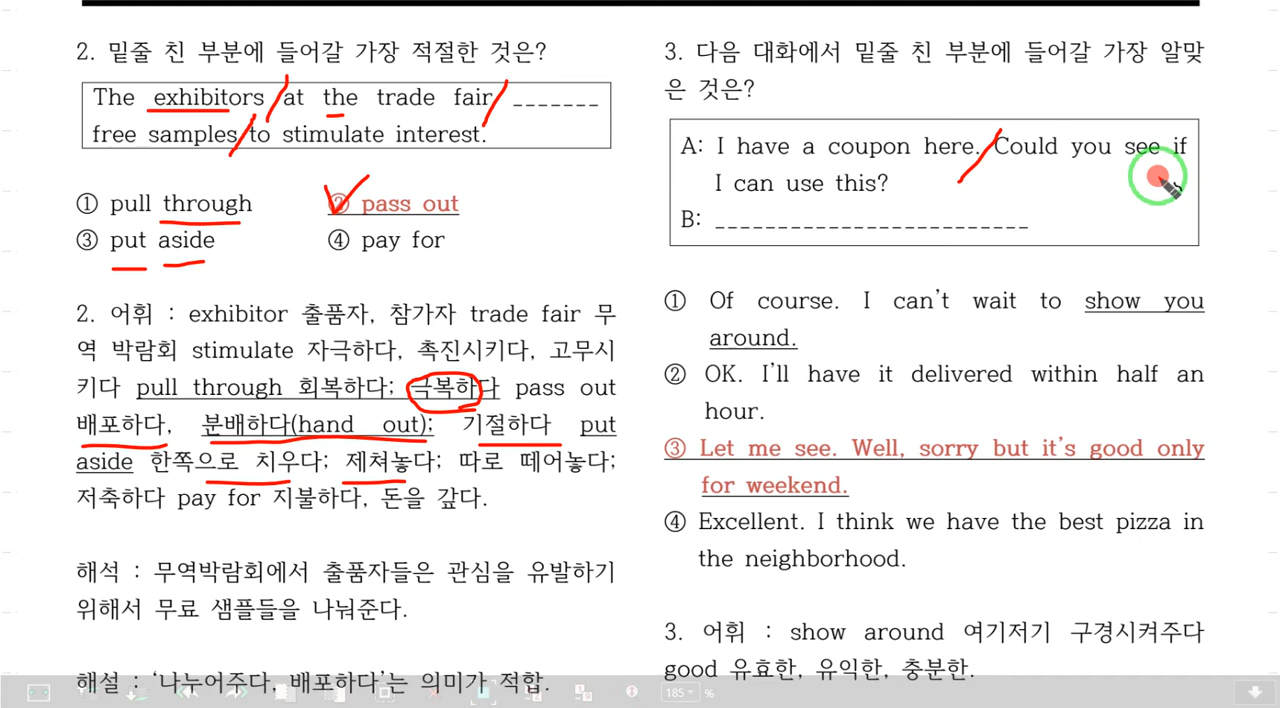 2. 밑줄 친 부분에 들어갈 가장 적절한 것은?
The exhibitors at the trade fair _______
free samples to stimulate interest.
① pull through ② pass out
③ put aside ④ pay for
2. 어휘 : exhibitor 출품자, 참가자 trade fair 무
역 박람회 stimulate 자극하다, 촉진시키다, 고무시
키다 pull through 회복하다; 극복하다 pass out
배포하다, 분배하다(hand out); 기절하다 put
aside 한쪽으로 치우다; 제쳐놓다; 따로 떼어놓다;
저축하다 pay for 지불하다, 돈을 갚다.
해석 : 무역박람회에서 출품자들은 관심을 유발하기
위해서 무료 샘플들을 나눠준다.
해설 : ‘나누어주다, 배포하다’는 의미가 적합.
3. 다음 대화에서 밑줄 친 부분에 들어갈 가장 알맞
은 것은?
A: I have a coupon here. Could you see if
I can use this?
B: _________________________
① Of course. I can’t wait to show you
around.
② OK. I’ll have it delivered within half an
hour.
③ Let me see. Well, sorry but it’s good only
for weekend.
④ Excellent. I think we have the best pizza in
the neighborhood.
3. 어휘 : show around 여기저기 구경시켜주다
good 유효한, 유익한, 충분한.
185 %